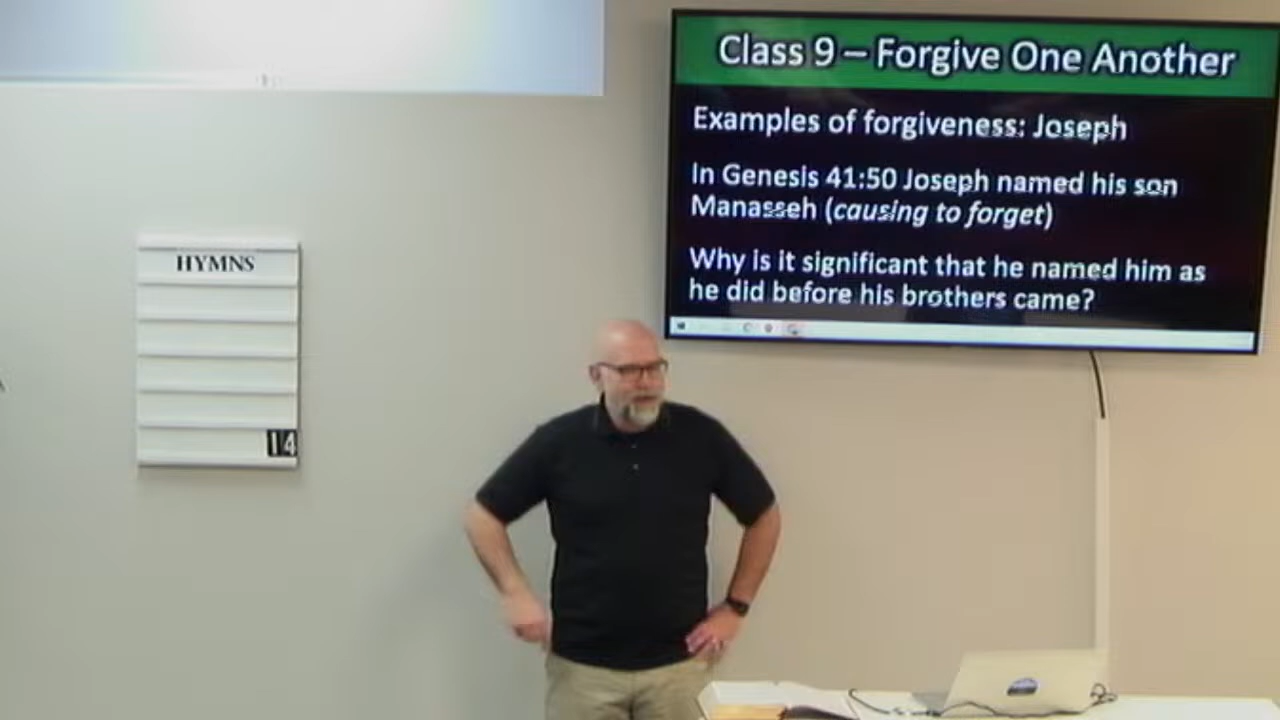 Class 9 – Forgive One Another
Examples of forgiveness: Joseph
In Genesis 41:50 Joseph named his son
Manasseh (causing to forget)
Why is it significant that he named him as
he did before his brothers came?
HYMNS
14